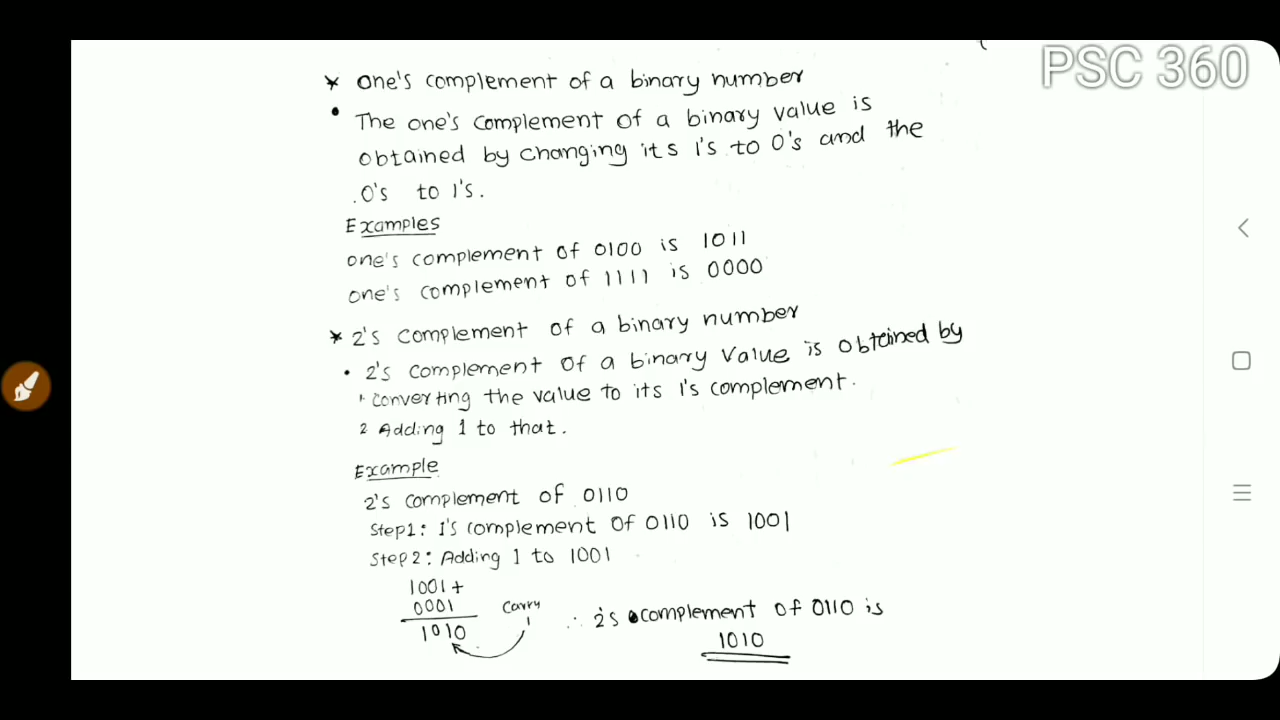 PSC 360
* One's complement of a binary number
• The one's complement of a binary value is
obtained by changing its 1's to 0's and the
0's to 1's.
Examples
one's complement of 0100 is 1011
one's complement of 1111 is 0000
* 2's complement of a binary number
• 2's complement of a binary value is obtained by
1 converting the value to its 1's complement.
2 Adding 1 to that.
Example
2's complement of 0110
Step1: 1's complement of 0110 is 1001
Step2: Adding 1 to 1001
1001+
0001
1010
Carry
1
∴ 2's complement of 0110 is
1010